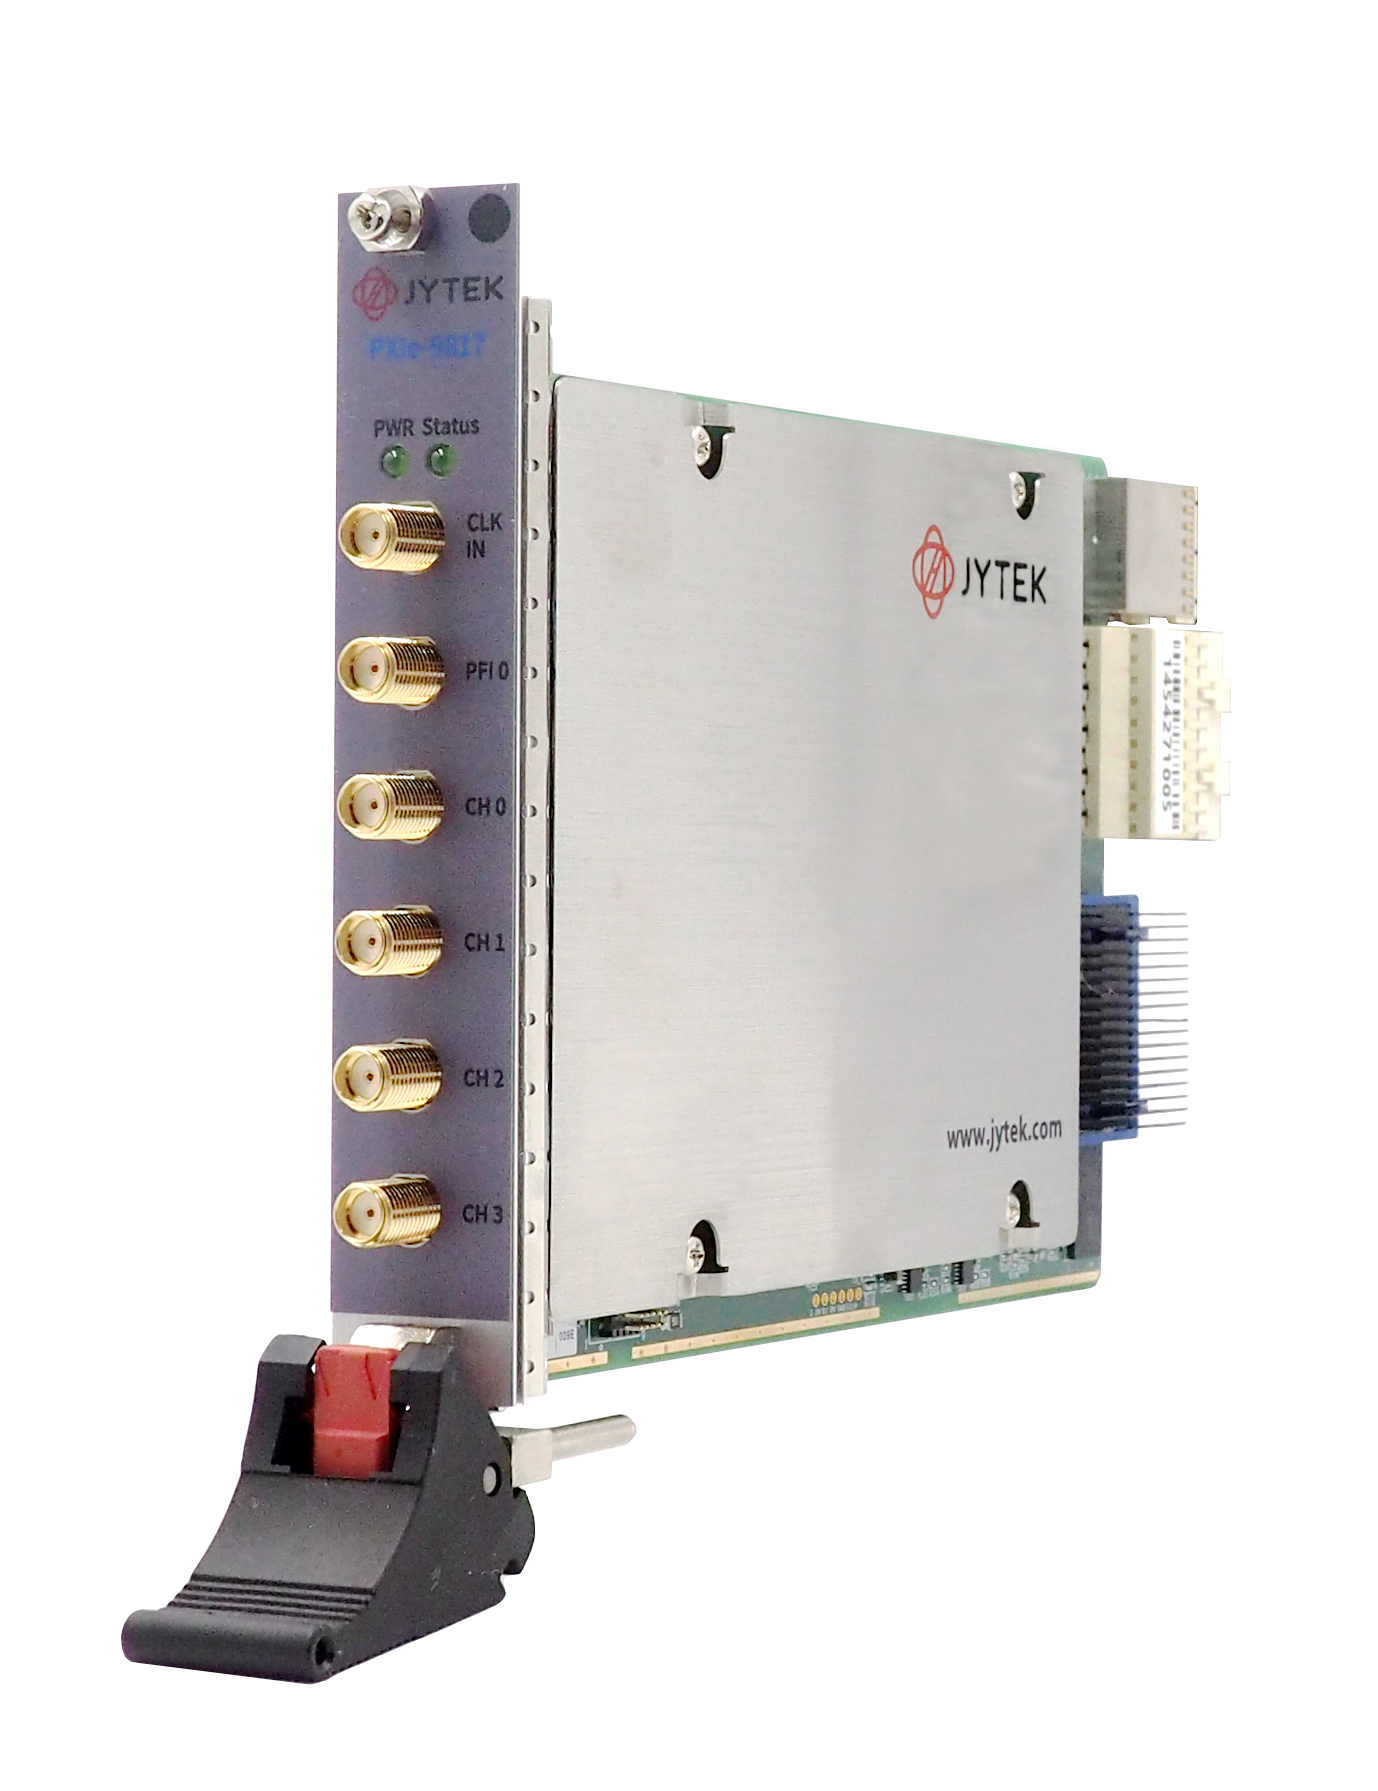 JYTEK
PXIe-9817
PWR Status
CLK
IN
PFI 0
CH 0
CH 1
CH 2
CH 3
JYTEK
www.jytek.com
1454271005